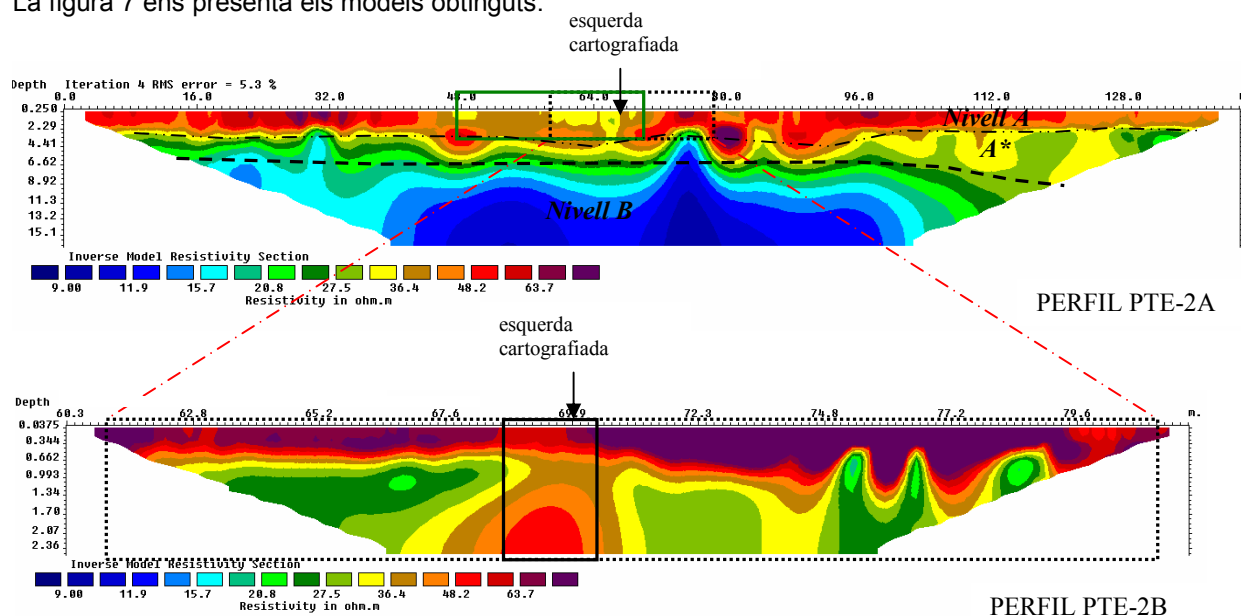 La figura 7 ens presenta els models obtinguts:
esquerda
cartografiada
Depth Iteration 4 RMS error = 5.3 %
0.0 16.0 32.0 48.0 64.0 80.0 96.0 112.0 128.0
0.250
2.29
4.41
6.62
8.92
11.3
13.2
15.1
Nivell A
A*
Nivell B
Inverse Model Resistivity Section
9.00 11.9 15.7 20.8 27.5 36.4 48.2 63.7
Resistivity in ohm.m
PERFIL PTE-2A
esquerda
cartografiada
Depth
60.3 62.8 65.2 67.6 69.9 72.3 74.8 77.2 79.6 m.
0.0375
0.344
0.662
0.993
1.34
1.70
2.07
2.36
Inverse Model Resistivity Section
9.00 11.9 15.7 20.8 27.5 36.4 48.2 63.7
Resistivity in ohm.m
PERFIL PTE-2B